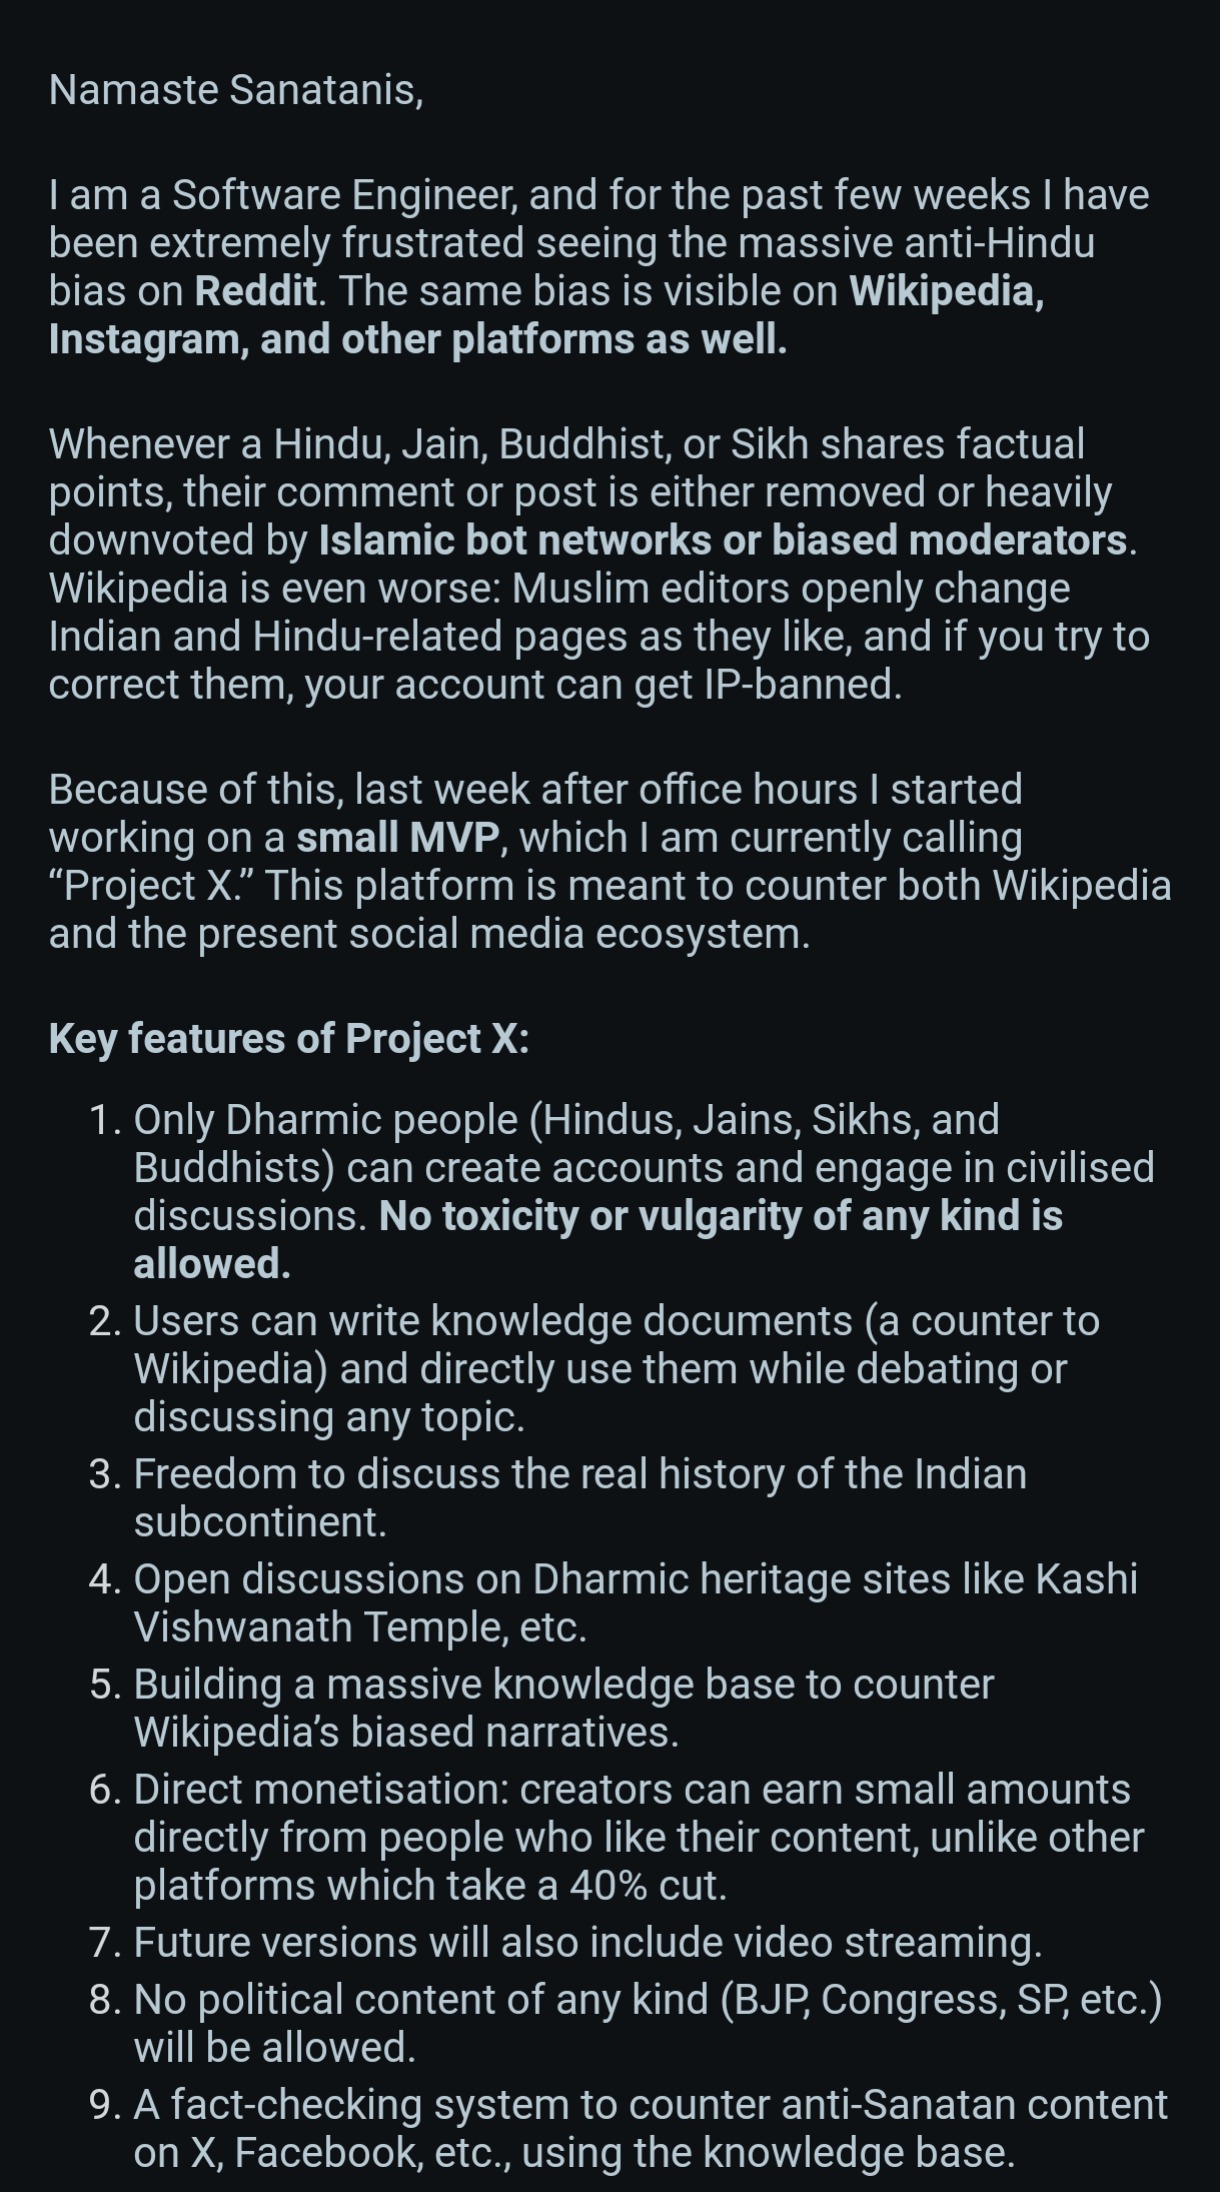 Namaste Sanatanis,
I am a Software Engineer, and for the past few weeks I have
been extremely frustrated seeing the massive anti-Hindu
bias on Reddit. The same bias is visible on Wikipedia,
Instagram, and other platforms as well.
Whenever a Hindu, Jain, Buddhist, or Sikh shares factual
points, their comment or post is either removed or heavily
downvoted by Islamic bot networks or biased moderators.
Wikipedia is even worse: Muslim editors openly change
Indian and Hindu-related pages as they like, and if you try to
correct them, your account can get IP-banned.
Because of this, last week after office hours I started
working on a small MVP, which I am currently calling
“Project X.” This platform is meant to counter both Wikipedia
and the present social media ecosystem.
Key features of Project X:
1. Only Dharmic people (Hindus, Jains, Sikhs, and
Buddhists) can create accounts and engage in civilised
discussions. No toxicity or vulgarity of any kind is
allowed.
2. Users can write knowledge documents (a counter to
Wikipedia) and directly use them while debating or
discussing any topic.
3. Freedom to discuss the real history of the Indian
subcontinent.
4. Open discussions on Dharmic heritage sites like Kashi
Vishwanath Temple, etc.
5. Building a massive knowledge base to counter
Wikipedia’s biased narratives.
6. Direct monetisation: creators can earn small amounts
directly from people who like their content, unlike other
platforms which take a 40% cut.
7. Future versions will also include video streaming.
8. No political content of any kind (BJP, Congress, SP, etc.)
will be allowed.
9. A fact-checking system to counter anti-Sanatan content
on X, Facebook, etc., using the knowledge base.